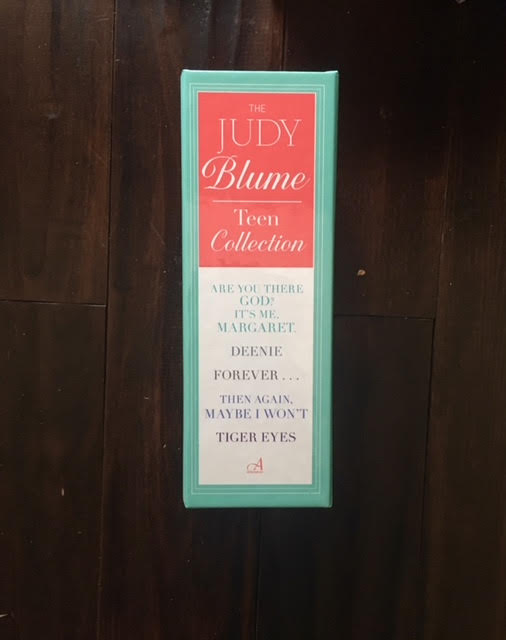 THE
JUDY
Blume
Teen
Collection
ARE YOU THERE
GOD?
IT'S ME,
MARGARET.
DEENIE
FOREVER . . .
THEN AGAIN,
MAYBE I WON'T
TIGER EYES
A